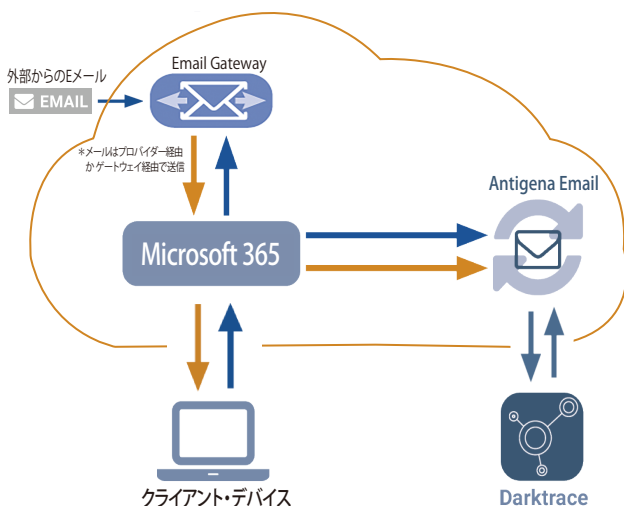 Email Gateway
外部からのEメール
EMAIL
*メールはプロバイダー経由
かゲートウェイ経由で送信
Antigena Email
Microsoft 365
クライアント・デバイス
Darktrace